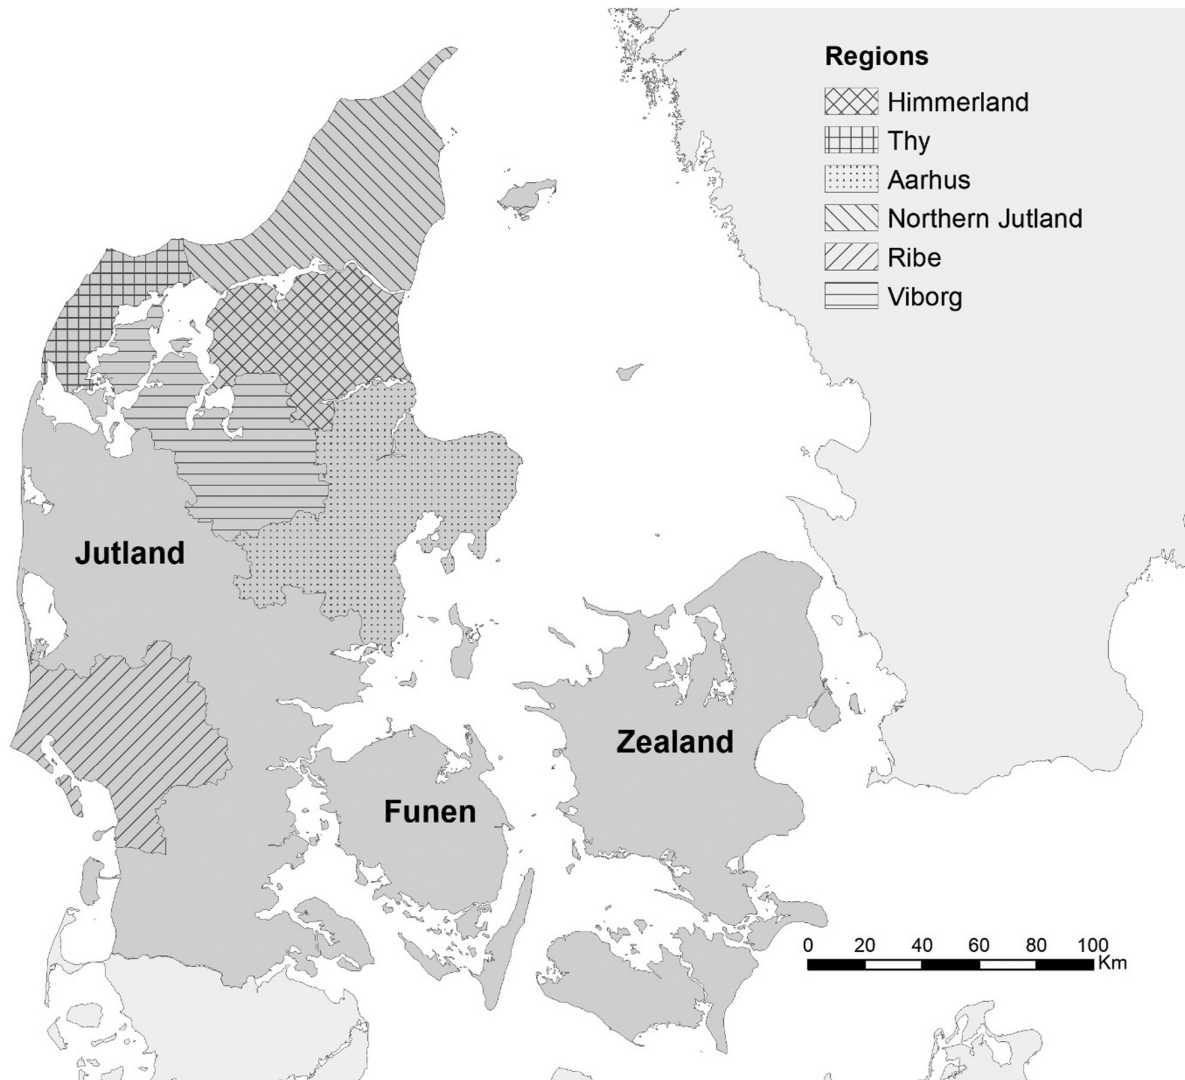 Regions
Himmerland
Thy
Aarhus
Northern Jutland
Ribe
Viborg
Jutland
Zealand
Funen
0 20 40 60 80 100
Km